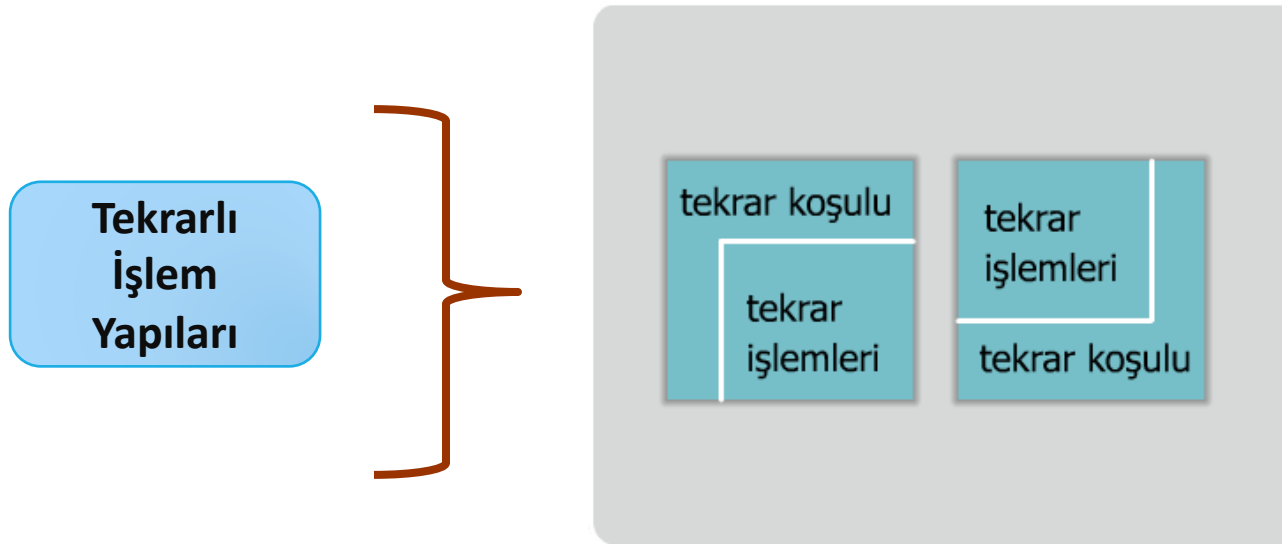 Tekrarlı
İşlem
Yapıları
tekrar koşulu
tekrar
işlemleri
tekrar
işlemleri
tekrar koşulu